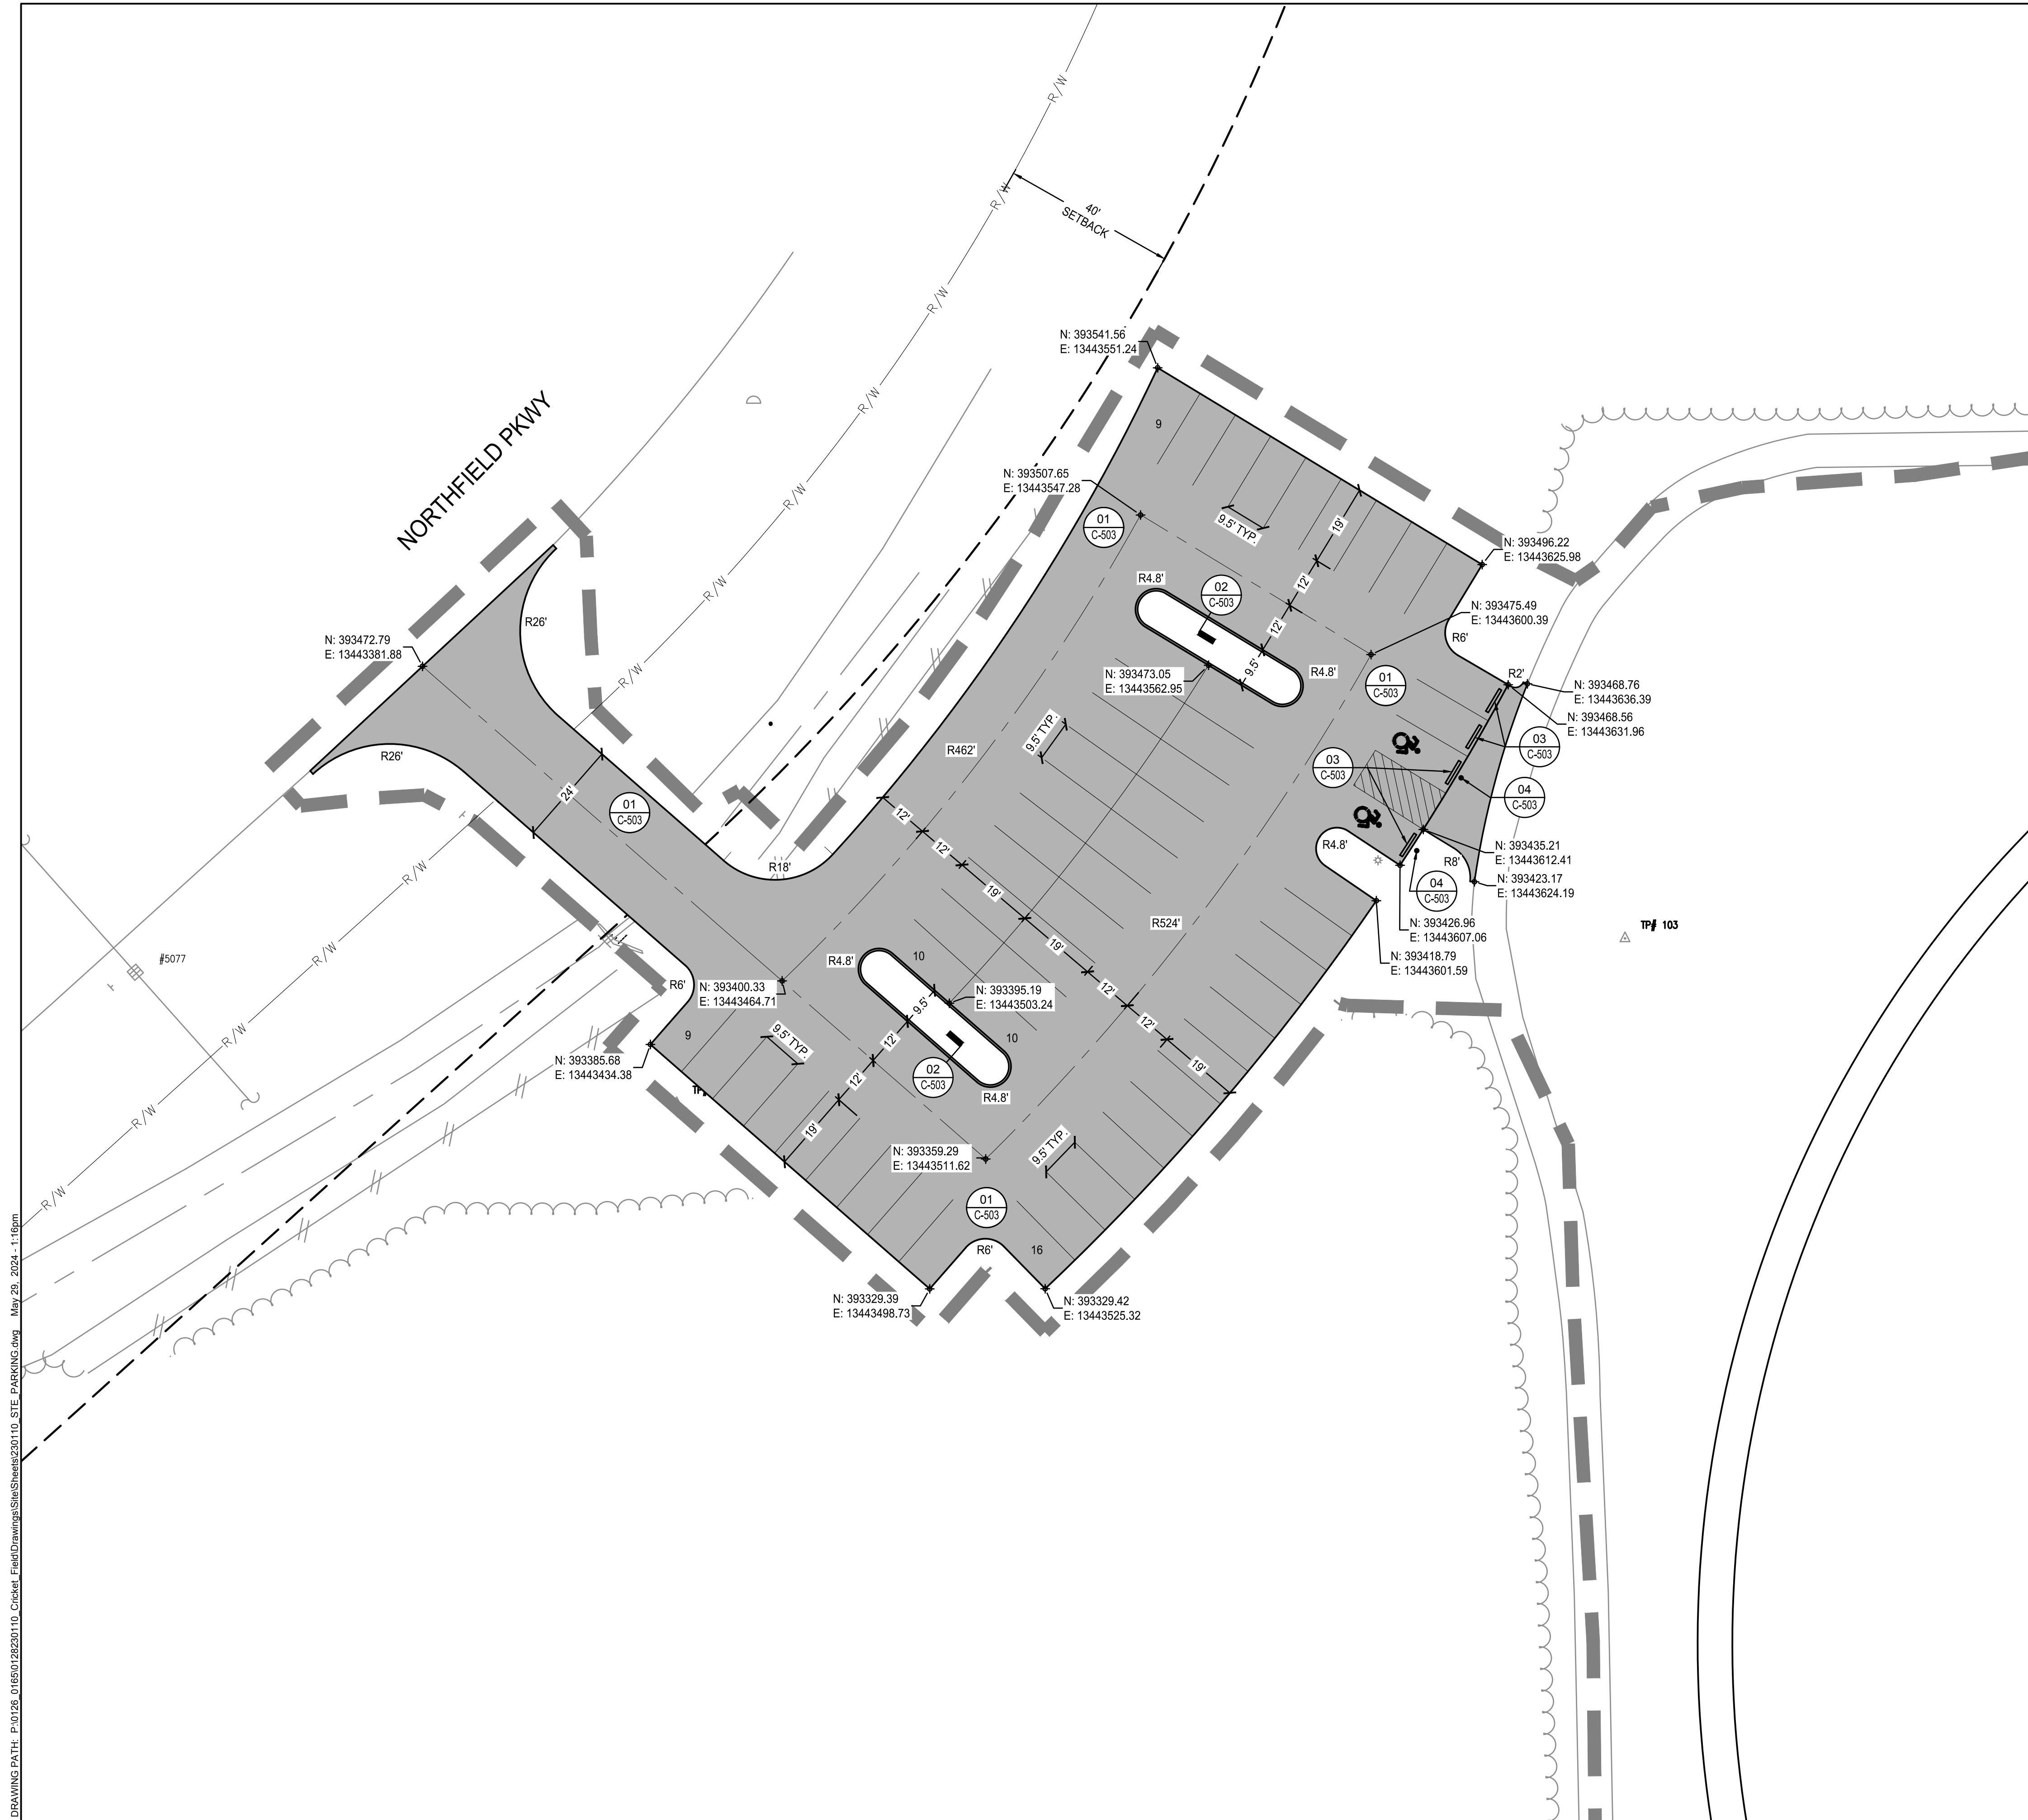 R/W
R/W
40'
SETBACK
R/W
N: 393541.56
E: 13443551.24
R/W
NORTHFIELD PKWY
9
N: 393507.65
E: 13443547.28
R/W
01
C-503
9.5' TYP.
19'
12'
N: 393496.22
E: 13443625.98
R/W
R4.8'
02
C-503
R26'
12'
N: 393475.49
E: 13443600.39
R6'
N: 393472.79
E: 13443381.88
R/W
9.5'
R4.8'
N: 393473.05
E: 13443562.95
01
C-503
R2'
N: 393468.76
E: 13443636.39
N: 393468.56
E: 13443631.96
9.5' TYP.
R462'
R26'
03
C-503
03
C-503
24'
01
C-503
04
C-503
12'
12'
R18'
R4.8'
R8'
N: 393435.21
E: 13443612.41
R/W
19'
04
C-503
N: 393423.17
E: 13443624.19
R524'
N: 393426.96
E: 13443607.06
TP# 103
R/W
19'
#5077
R4.8'
10
N: 393418.79
E: 13443601.59
R6'
N: 393400.33
E: 13443464.71
N: 393395.19
E: 13443503.24
12'
9.5'
12'
R/W
9
9.5' TYP.
12'
10
N: 393385.68
E: 13443434.38
02
C-503
19'
12'
R4.8'
TP#
R/W
19'
9.5' TYP.
N: 393359.29
E: 13443511.62
R/W
01
C-503
R6'
16
N: 393329.39
E: 13443498.73
N: 393329.42
E: 13443525.32
DRAWING PATH: P:\0126_0165\0128230110_Cricket_Field\Drawings\Site\Sheets\230110_STE_PARKING.dwg May 29, 2024 - 1:16pm